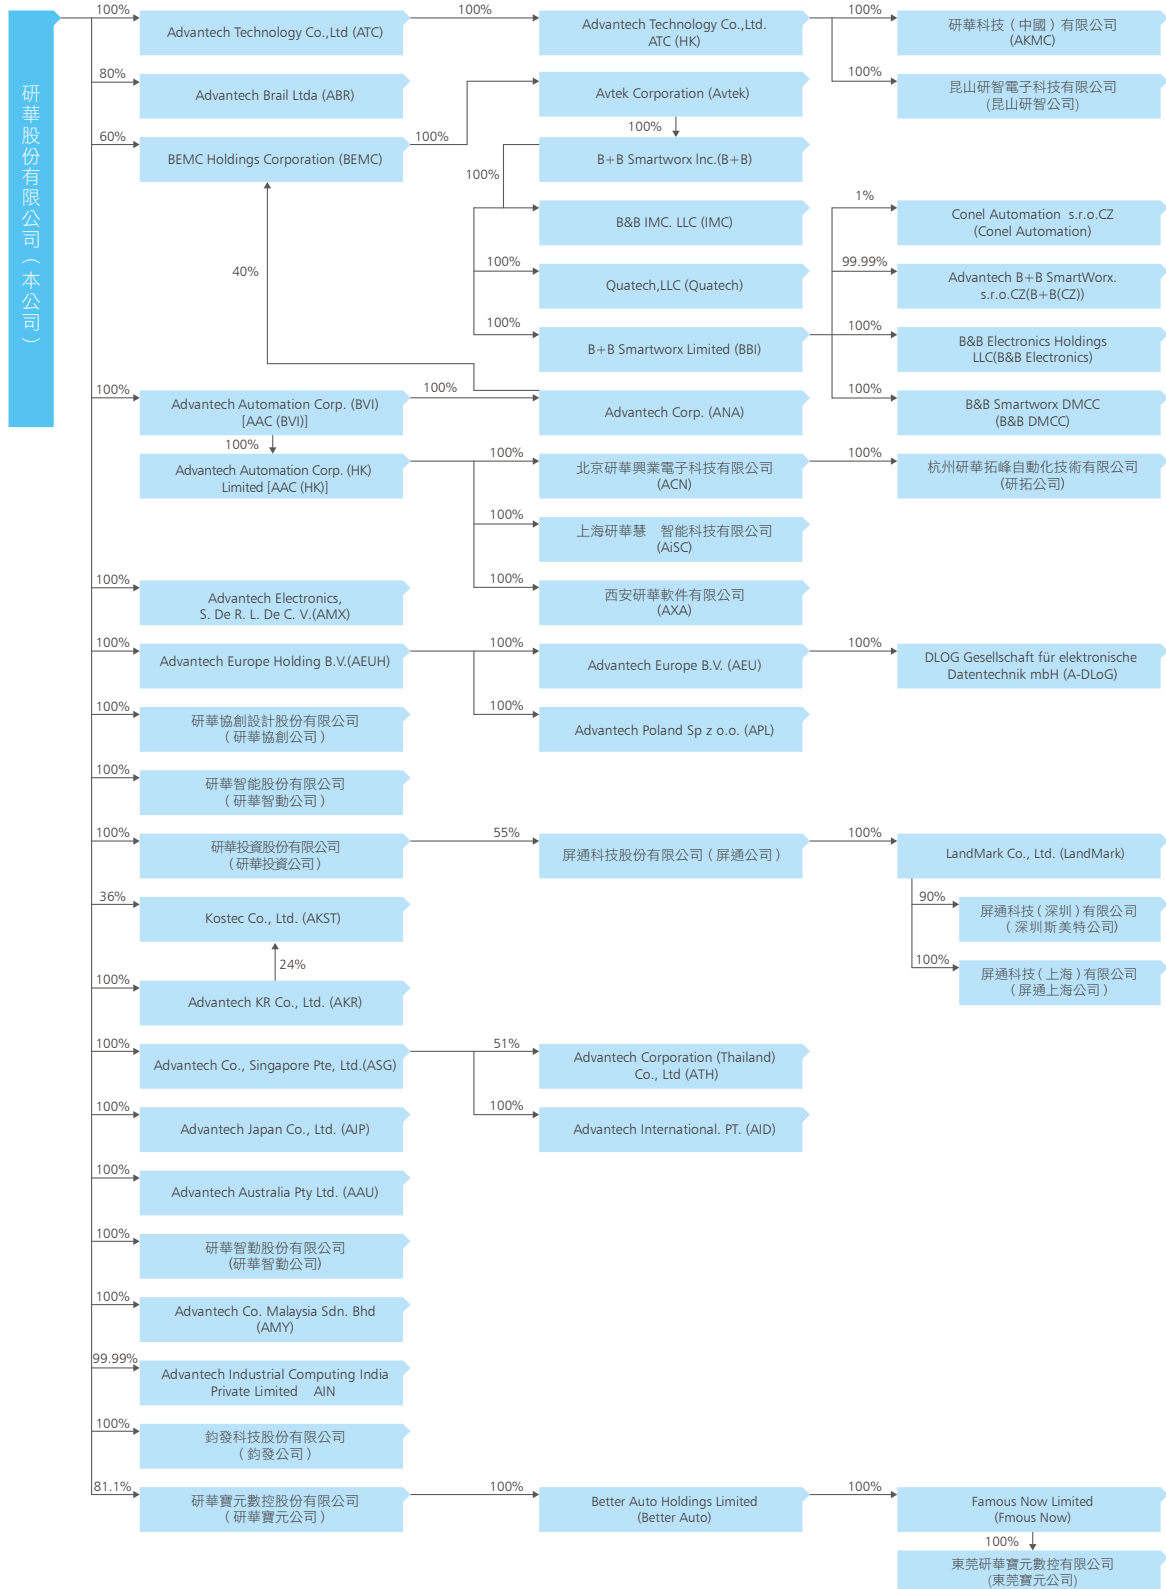 研華股份有限公司（本公司）
100%
Advantech Technology Co.,Ltd (ATC)
100%
Advantech Technology Co.,Ltd.
ATC (HK)
100%
研華科技（中國）有限公司
(AKMC)
100%
昆山研智電子科技有限公司
(昆山研智公司)
80%
Advantech Brail Ltda (ABR)
60%
BEMC Holdings Corporation (BEMC)
100%
Avtek Corporation (Avtek)
100%
B+B Smartworx lnc.(B+B)
100%
B&B IMC. LLC (IMC)
100%
Quatech,LLC (Quatech)
100%
B+B Smartworx Limited (BBI)
1%
Conel Automation s.r.o.CZ
(Conel Automation)
99.99%
Advantech B+B SmartWorx.
s.r.o.CZ(B+B(CZ))
100%
B&B Electronics Holdings
LLC(B&B Electronics)
100%
B&B Smartworx DMCC
(B&B DMCC)
40%
100%
Advantech Automation Corp. (BVI)
[AAC (BVI)]
100%
Advantech Corp. (ANA)
100%
Advantech Automation Corp. (HK)
Limited [AAC (HK)]
100%
北京研華興業電子科技有限公司
(ACN)
100%
杭州研華拓峰自動化技術有限公司
(研拓公司)
100%
上海研華慧 智能科技有限公司
(AiSC)
100%
西安研華軟件有限公司
(AXA)
100%
Advantech Electronics,
S. De R. L. De C. V.(AMX)
100%
Advantech Europe Holding B.V.(AEUH)
100%
Advantech Europe B.V. (AEU)
100%
DLOG Gesellschaft für elektronische
Datentechnik mbH (A-DLoG)
100%
Advantech Poland Sp z o.o. (APL)
100%
研華協創設計股份有限公司
（研華協創公司）
100%
研華智能股份有限公司
（研華智動公司）
100%
研華投資股份有限公司
（研華投資公司）
55%
屏通科技股份有限公司（屏通公司）
100%
LandMark Co., Ltd. (LandMark)
90%
屏通科技（深圳）有限公司
（深圳斯美特公司）
100%
屏通科技（上海）有限公司
（屏通上海公司）
36%
Kostec Co., Ltd. (AKST)
24%
100%
Advantech KR Co., Ltd. (AKR)
100%
Advantech Co., Singapore Pte, Ltd.(ASG)
51%
Advantech Corporation (Thailand)
Co., Ltd (ATH)
100%
Advantech International. PT. (AID)
100%
Advantech Japan Co., Ltd. (AJP)
100%
Advantech Australia Pty Ltd. (AAU)
100%
研華智勤股份有限公司
(研華智勤公司)
100%
Advantech Co. Malaysia Sdn. Bhd
(AMY)
99.99%
Advantech Industrial Computing India
Private Limited AIN
100%
鈞發科技股份有限公司
（鈞發公司）
81.1%
研華寶元數控股份有限公司
（研華寶元公司）
100%
Better Auto Holdings Limited
(Better Auto)
100%
Famous Now Limited
(Fmous Now)
100%
東莞研華寶元數控有限公司
(東莞寶元公司)